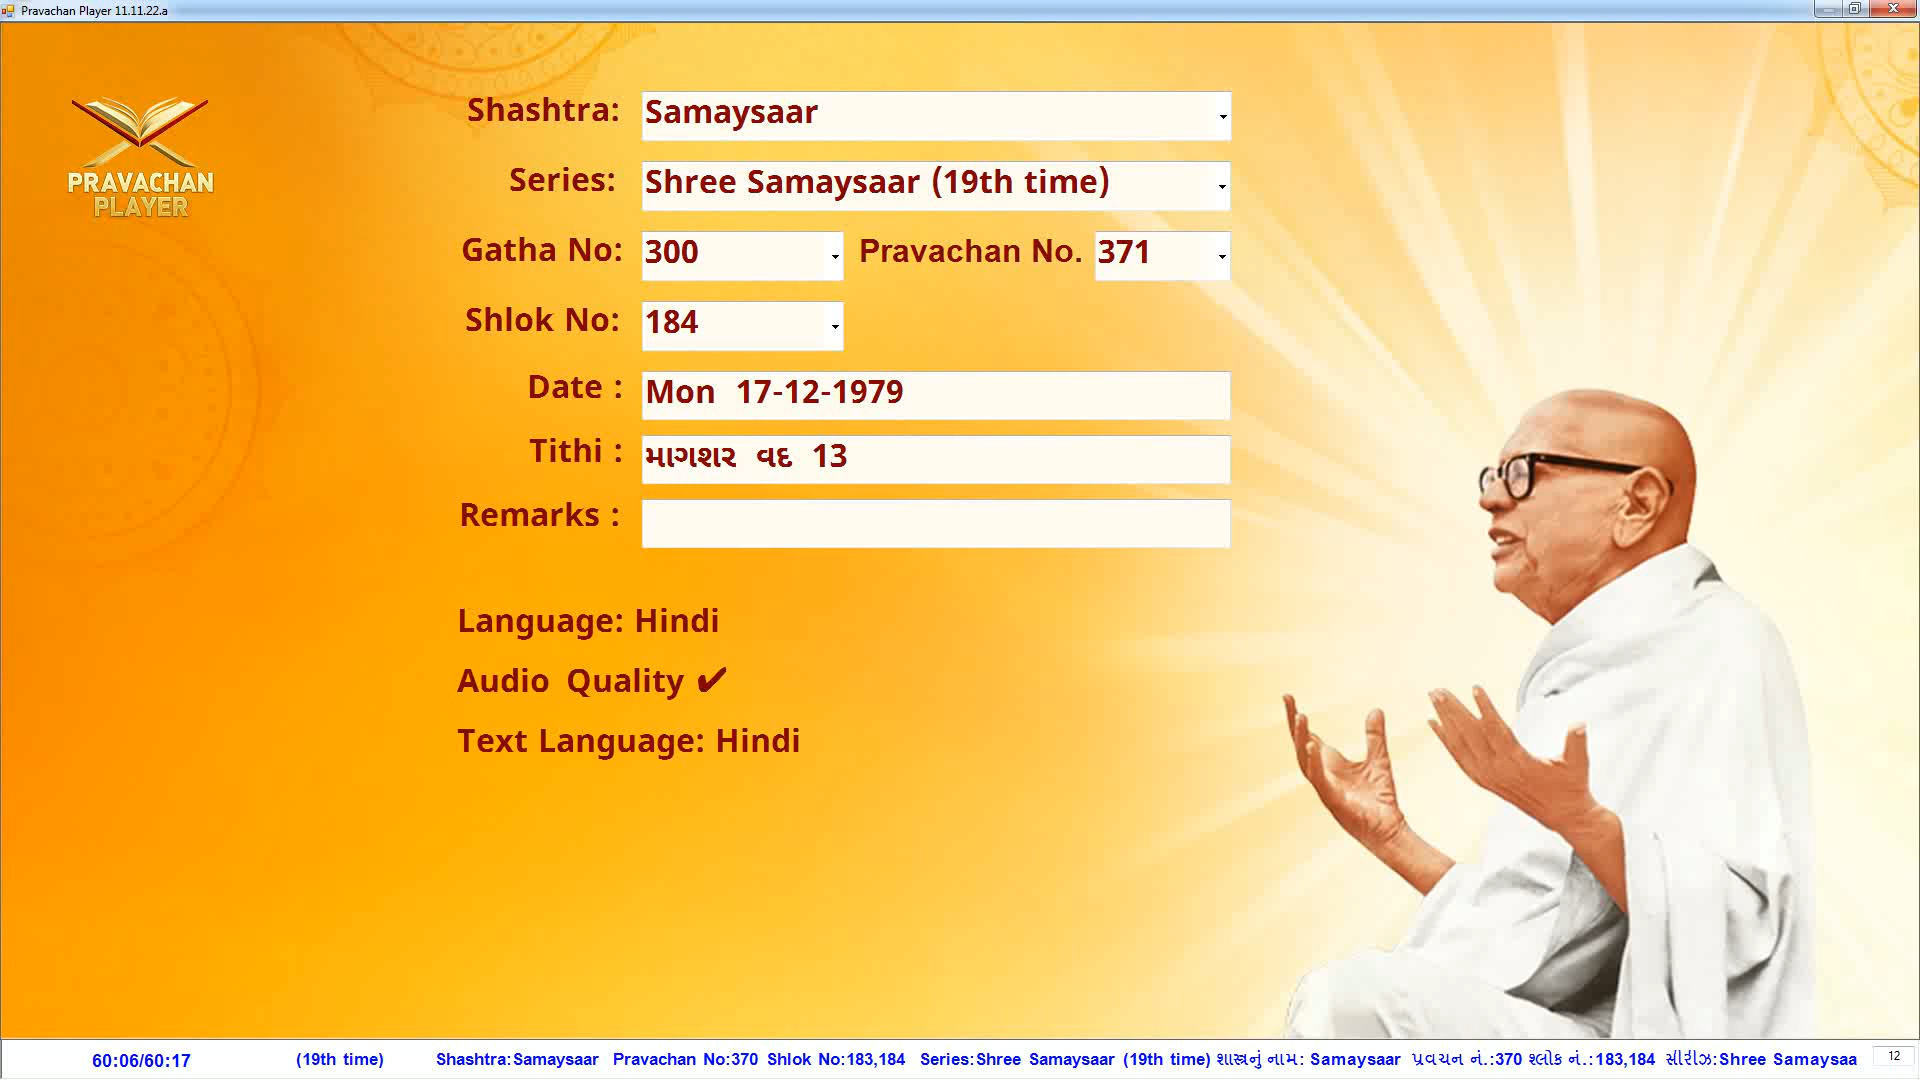 Pravachan Player 11.11.22.a
PRAVACHAN
PLAYER
Shashtra: Samaysaar
Series: Shree Samaysaar (19th time)
Gatha No: 300 Pravachan No. 371
Shlok No: 184
Date : Mon 17-12-1979
Tithi : માગશર વદ 13
Remarks :
Language: Hindi
Audio Quality ✔
Text Language: Hindi
60:06/60:17 (19th time) Shashtra:Samaysaar Pravachan No:370 Shlok No:183,184 Series:Shree Samaysaar (19th time) શાસ્ત્રનું નામ: Samaysaar પ્રવચન નં.:370 શ્લોક નં.:183,184 સીરીઝ:Shree Samaysaa 12